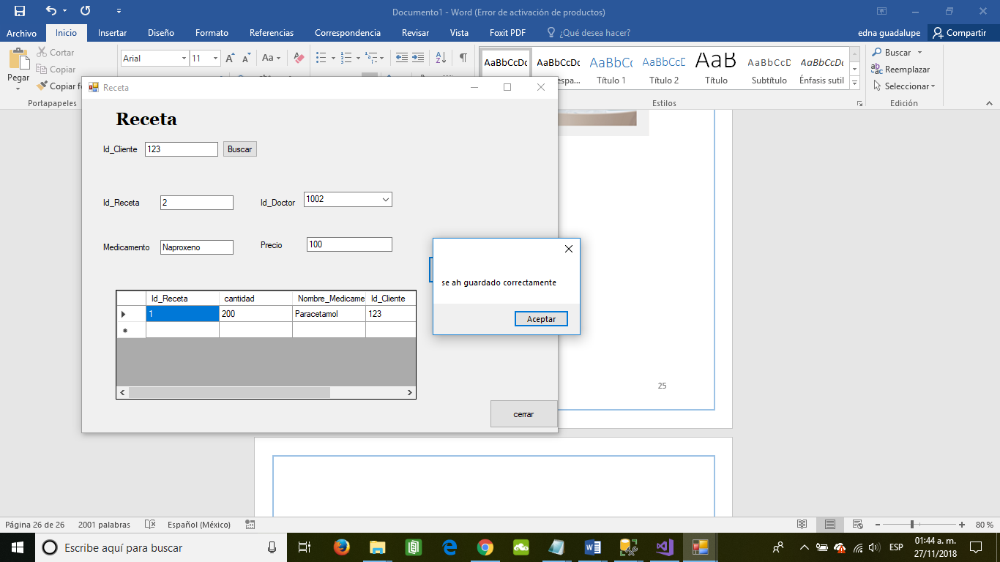 Documento1 - Word (Error de activación de productos)
Archivo Inicio Insertar Diseño Formato Referencias Correspondencia Revisar Vista Foxit PDF ¿Qué desea hacer? edna guadalupe Compartir
Pegar
Cortar
Copiar
Copiar fo
Portapapeles
Arial 11
AaBbCcDc AaBbCcDc AaBbCc AaBbCcD AaB AaBbCcD AaBbCcDc
espa... Título 1 Título 2 Título Subtítulo Énfasis sutil
Estilos
Buscar
Reemplazar
Seleccionar
Edición
Receta
Receta
Id_Cliente 123 Buscar
Id_Receta 2 Id_Doctor 1002
Medicamento Naproxeno Precio 100
se ah guardado correctamente
Aceptar
Id_Receta cantidad Nombre_Medicame Id_Cliente
1 200 Paracetamol 123
cerrar
25
Página 26 de 26 2001 palabras Español (México) 80 %
Escribe aquí para buscar
ESP
01:44 a. m.
27/11/2018